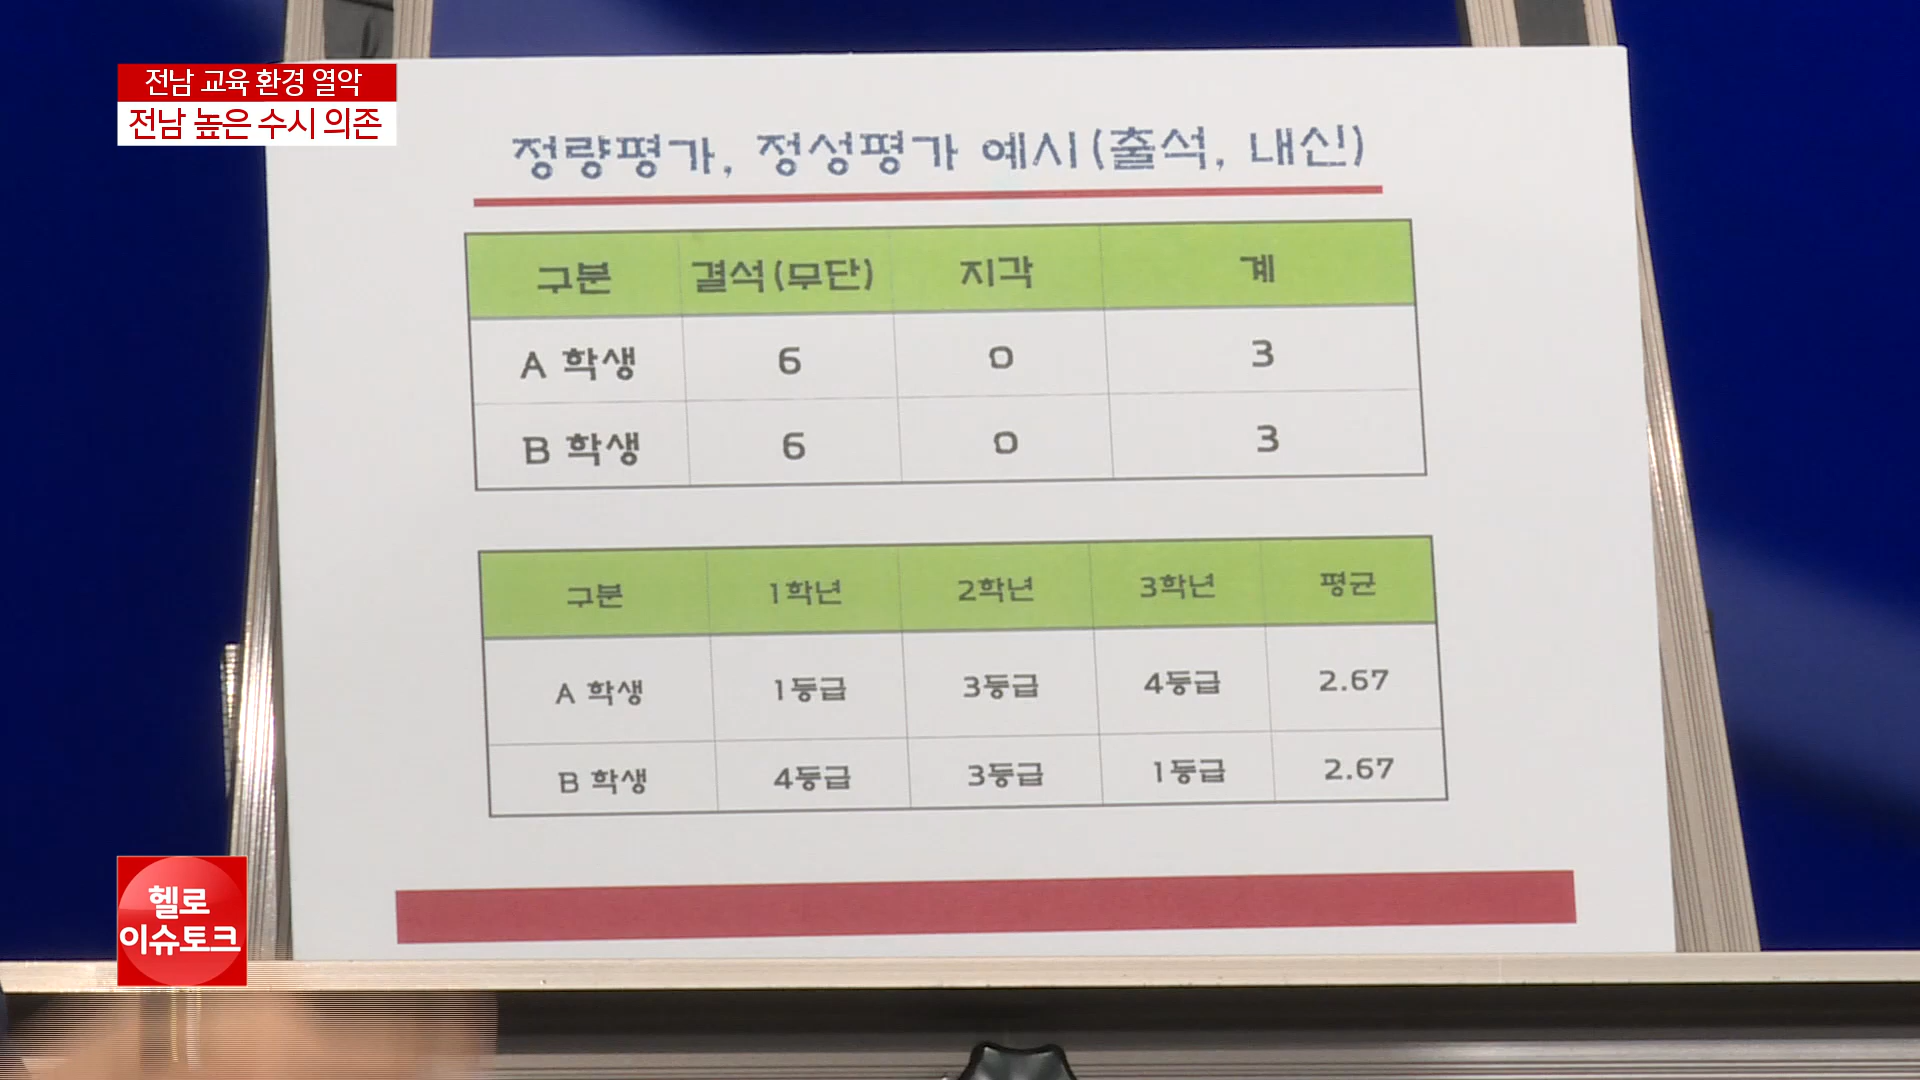 전남 교육 환경 열악
전남 높은 수시 의존
정량평가, 정성평가 예시(출석, 내신)
구분 결석(무단) 지각 계
A 학생 6 0 3
B 학생 6 0 3
구분 1학년 2학년 3학년 평균
A 학생 1등급 3등급 4등급 2.67
B 학생 4등급 3등급 1등급 2.67
헬로
이슈토크